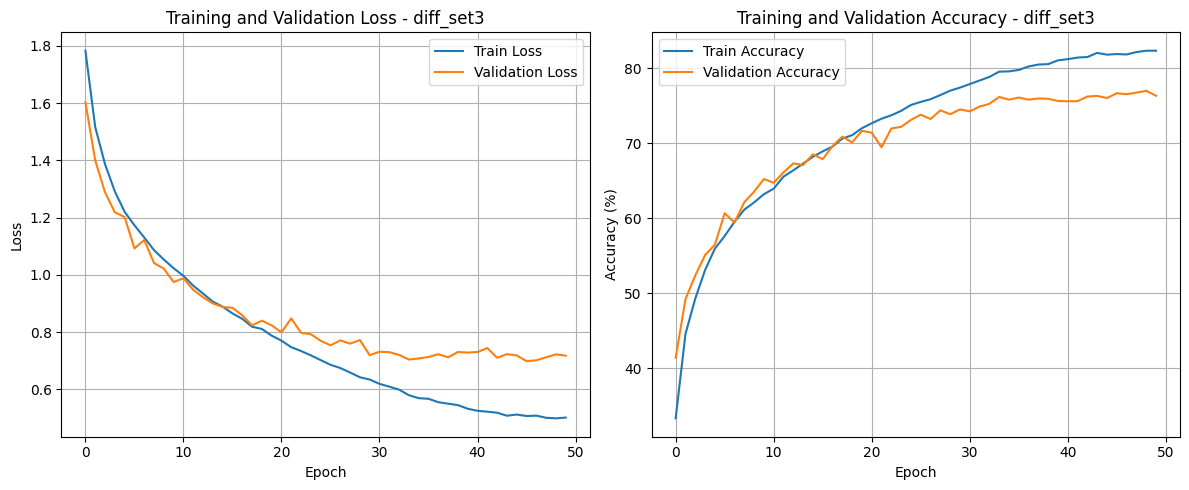 Training and Validation Loss - diff_set3
Train Loss
Validation Loss
Loss
1.8
1.6
1.4
1.2
1.0
0.8
0.6
0 10 20 30 40 50
Epoch
Training and Validation Accuracy - diff_set3
Train Accuracy
Validation Accuracy
Accuracy (%)
80
70
60
50
40
0 10 20 30 40 50
Epoch